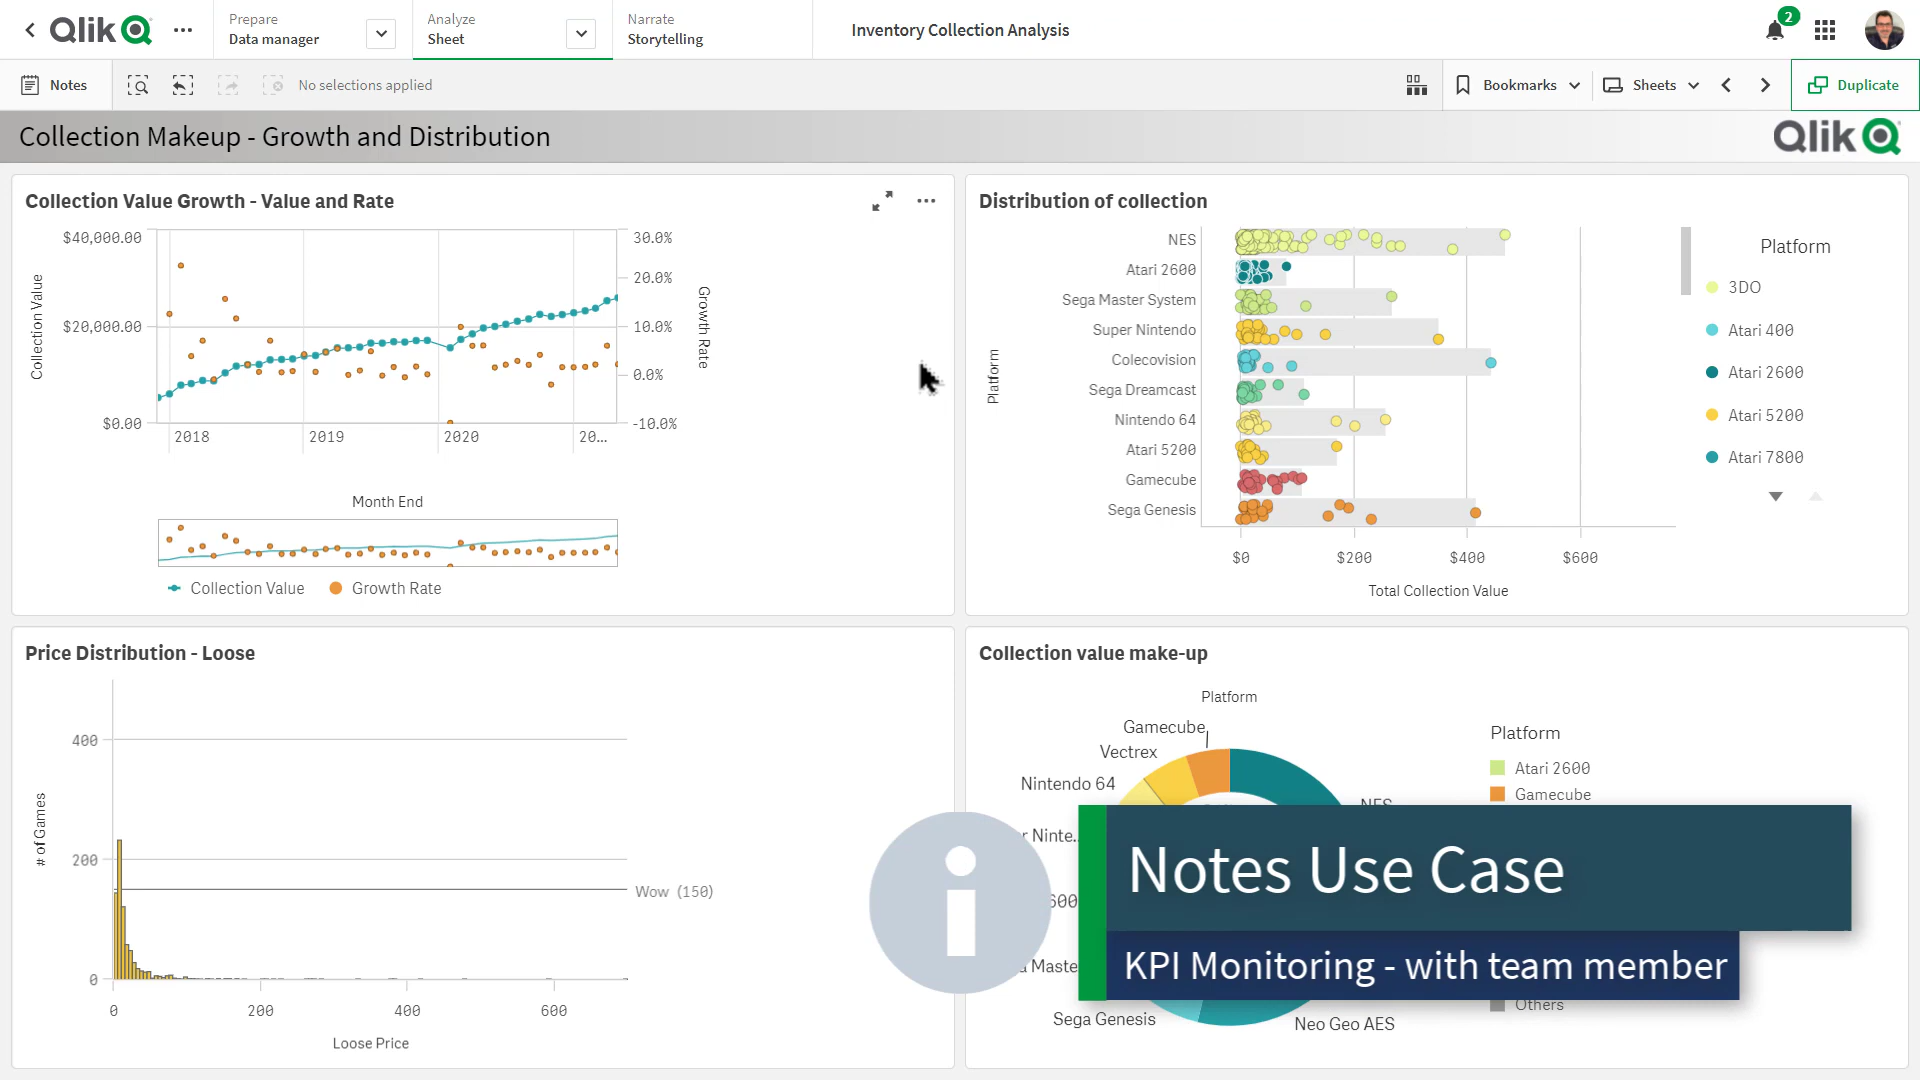 Qlik
Prepare
Data manager
Analyze
Sheet
Narrate
Storytelling
Inventory Collection Analysis
2
Notes
No selections applied
Bookmarks
Sheets
Duplicate
Collection Makeup - Growth and Distribution
Qlik
Collection Value Growth - Value and Rate
Collection Value
$40,000.00
$20,000.00
$0.00
30.0%
20.0%
10.0%
0.0%
-10.0%
Growth Rate
2018
2019
2020
20...
Month End
Collection Value
Growth Rate
Distribution of collection
Platform
NES
Atari 2600
Sega Master System
Super Nintendo
Colecovision
Sega Dreamcast
Nintendo 64
Atari 5200
Gamecube
Sega Genesis
$0
$200
$400
$600
Total Collection Value
Platform
3DO
Atari 400
Atari 2600
Atari 5200
Atari 7800
Price Distribution - Loose
# of Games
400
200
0
Wow (150)
0
200
400
600
Loose Price
Collection value make-up
Platform
Gamecube
Vectrex
Nintendo 64
r Ninte...
600
a Maste
Sega Genesis
Neo Geo AES
NES
Platform
Atari 2600
Gamecube
Others
Notes Use Case
KPI Monitoring - with team member